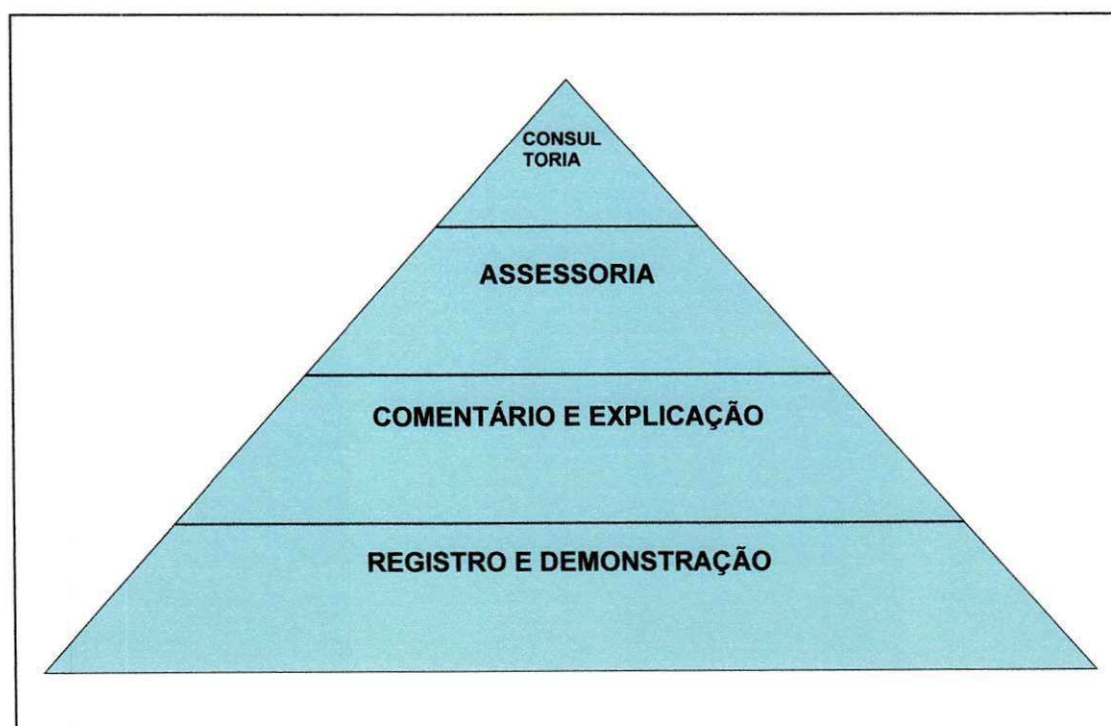 CONSUL
TORIA
ASSESSORIA
COMENTÁRIO E EXPLICAÇÃO
REGISTRO E DEMONSTRAÇÃO